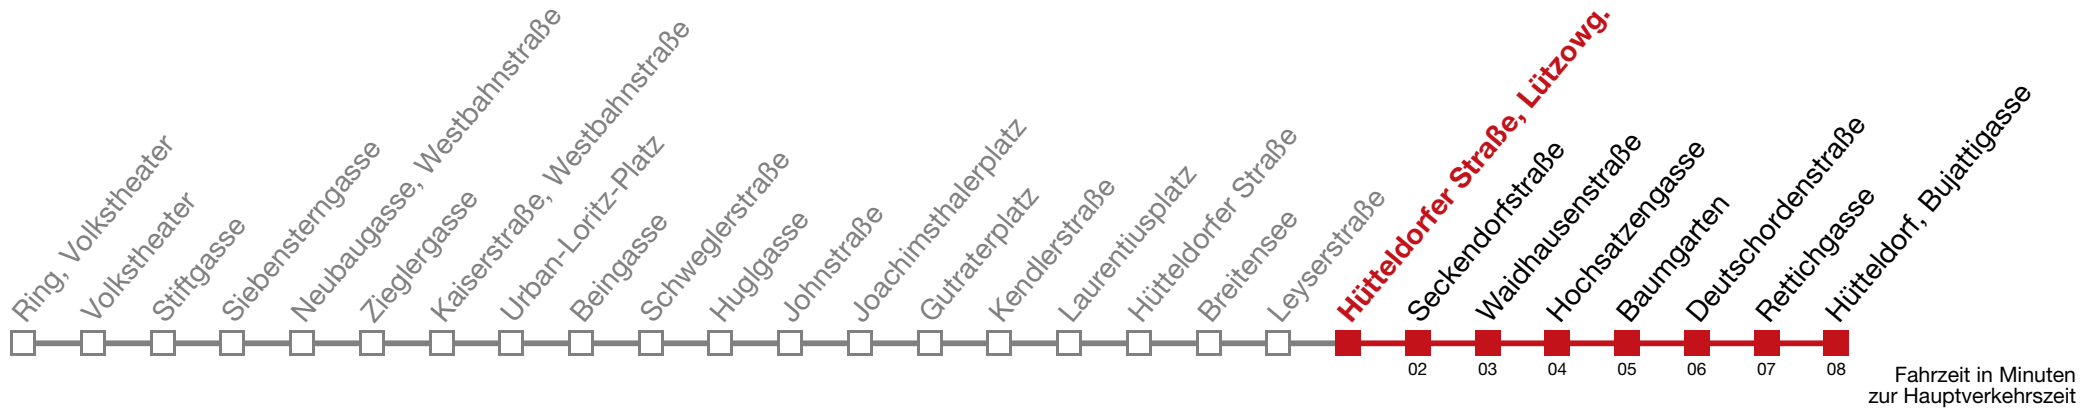 Ring, Volkstheater
Volkstheater
Stiftgasse
Siebensterngasse
Neubaugasse, Westbahnstraße
Zieglergasse
Kaiserstraße, Westbahnstraße
Urban-Loritz-Platz
Beingasse
Schweglerstraße
Huglgasse
Johnstraße
Joachimsthalerplatz
Gutraterplatz
Kendlerstraße
Laurentiusplatz
Hütteldorfer Straße
Breitensee
Leyserstraße
Hütteldorfer Straße, Lützowg.
Seckendorfstraße
Waidhausenstraße
Hochsatzengasse
Baumgarten
Deutschordenstraße
Rettichgasse
Hütteldorf, Bujattigasse
02 03 04 05 06 07 08
Fahrzeit in Minuten
zur Hauptverkehrszeit